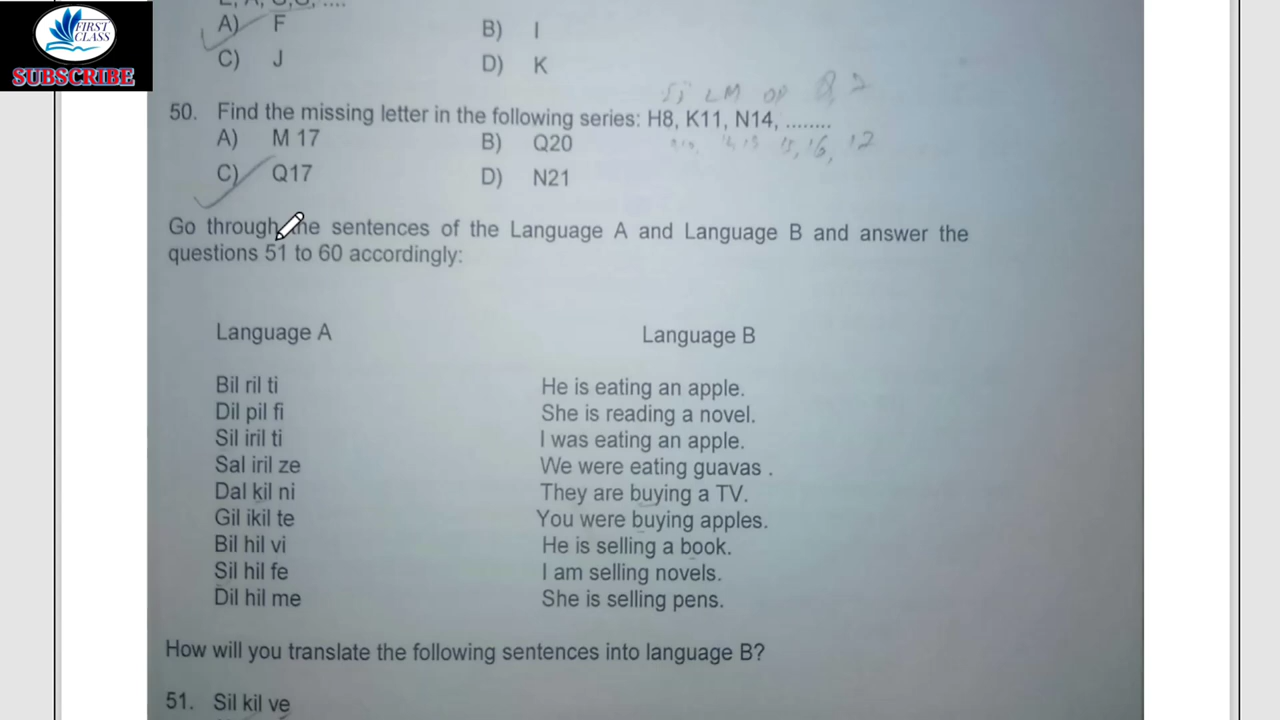 FIRST
CLASS
SUBSCRIBE
A) F B) I
C) J D) K
50. Find the missing letter in the following series: H8, K11, N14, ........
A) M 17 B) Q20
C) Q17 D) N21
Go through the sentences of the Language A and Language B and answer the
questions 51 to 60 accordingly:
Language A Language B
Bil ril ti He is eating an apple.
Dil pil fi She is reading a novel.
Sil iril ti I was eating an apple.
Sal iril ze We were eating guavas .
Dal kil ni They are buying a TV.
Gil ikil te You were buying apples.
Bil hil vi He is selling a book.
Sil hil fe I am selling novels.
Dil hil me She is selling pens.
How will you translate the following sentences into language B?
51. Sil kil ve